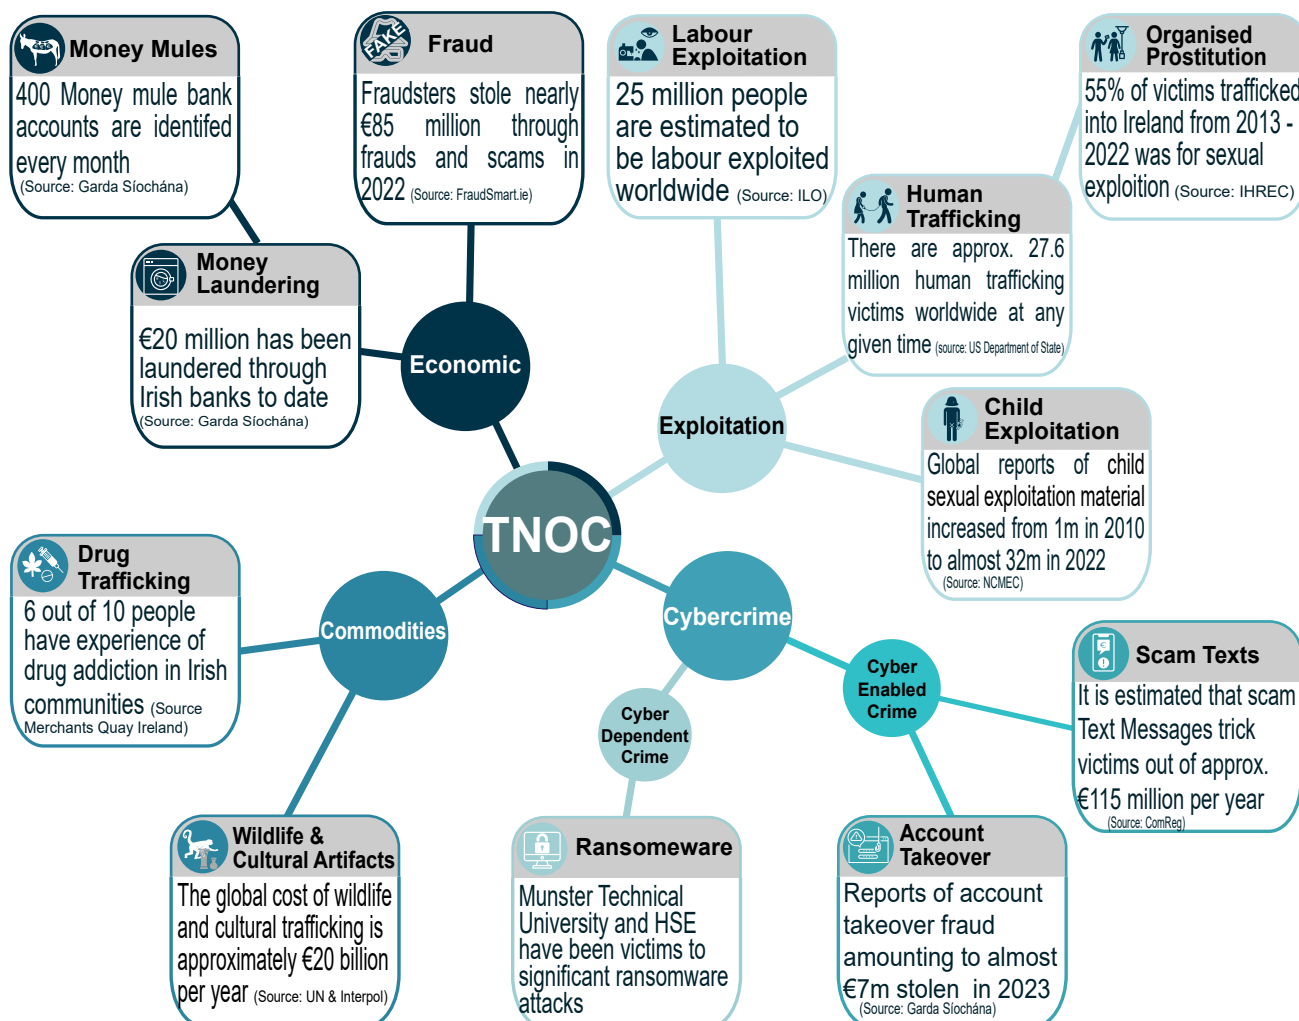 Money Mules
400 Money mule bank
accounts are identifed
every month
(Source: Garda Síochána)
FAKE
Fraud
Fraudsters stole nearly
€85 million through
frauds and scams in
2022 (Source: FraudSmart.ie)
Labour
Exploitation
25 million people
are estimated to
be labour exploited
worldwide (Source: ILO)
Organised
Prostitution
55% of victims trafficked
into Ireland from 2013 -
2022 was for sexual
exploition (Source: IHREC)
Human
Trafficking
There are approx. 27.6
million human trafficking
victims worldwide at any
given time (source: US Department of State)
Money
Laundering
€20 million has been
laundered through
Irish banks to date
(Source: Garda Síochána)
Economic
Exploitation
Child
Exploitation
Global reports of child
sexual exploitation material
increased from 1m in 2010
to almost 32m in 2022
(Source: NCMEC)
TNOC
Drug
Trafficking
6 out of 10 people
have experience of
drug addiction in Irish
communities (Source
Merchants Quay Ireland)
Commodities
Cybercrime
Cyber
Dependent
Crime
Cyber
Enabled
Crime
€
Scam Texts
It is estimated that scam
Text Messages trick
victims out of approx.
€115 million per year
(Source: ComReg)
Wildlife &
Cultural Artifacts
The global cost of wildlife
and cultural trafficking is
approximately €20 billion
per year (Source: UN & Interpol)
Ransomeware
Munster Technical
University and HSE
have been victims to
significant ransomware
attacks
Account
Takeover
Reports of account
takeover fraud
amounting to almost
€7m stolen in 2023
(Source: Garda Síochána)